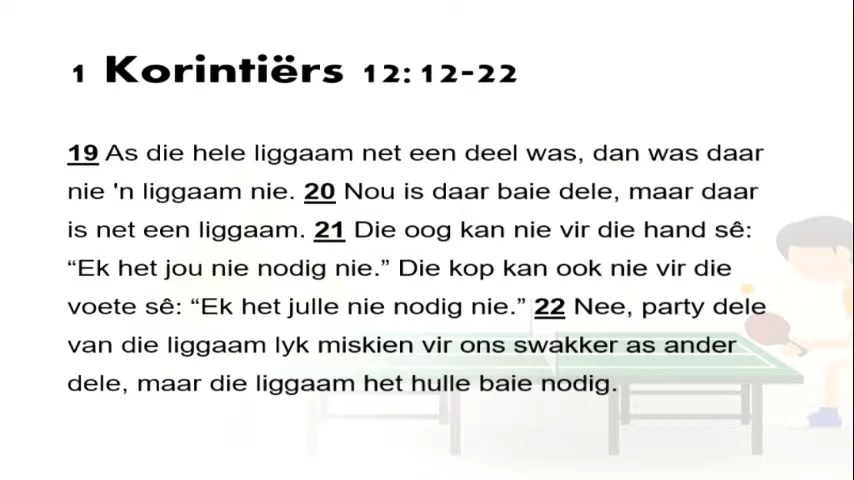 1 Korintiërs 12:12-22
19 As die hele liggaam net een deel was, dan was daar
nie 'n liggaam nie. 20 Nou is daar baie dele, maar daar
is net een liggaam. 21 Die oog kan nie vir die hand sê:
“Ek het jou nie nodig nie.” Die kop kan ook nie vir die
voete sê: “Ek het julle nie nodig nie.” 22 Nee, party dele
van die liggaam lyk miskien vir ons swakker as ander
dele, maar die liggaam het hulle baie nodig.